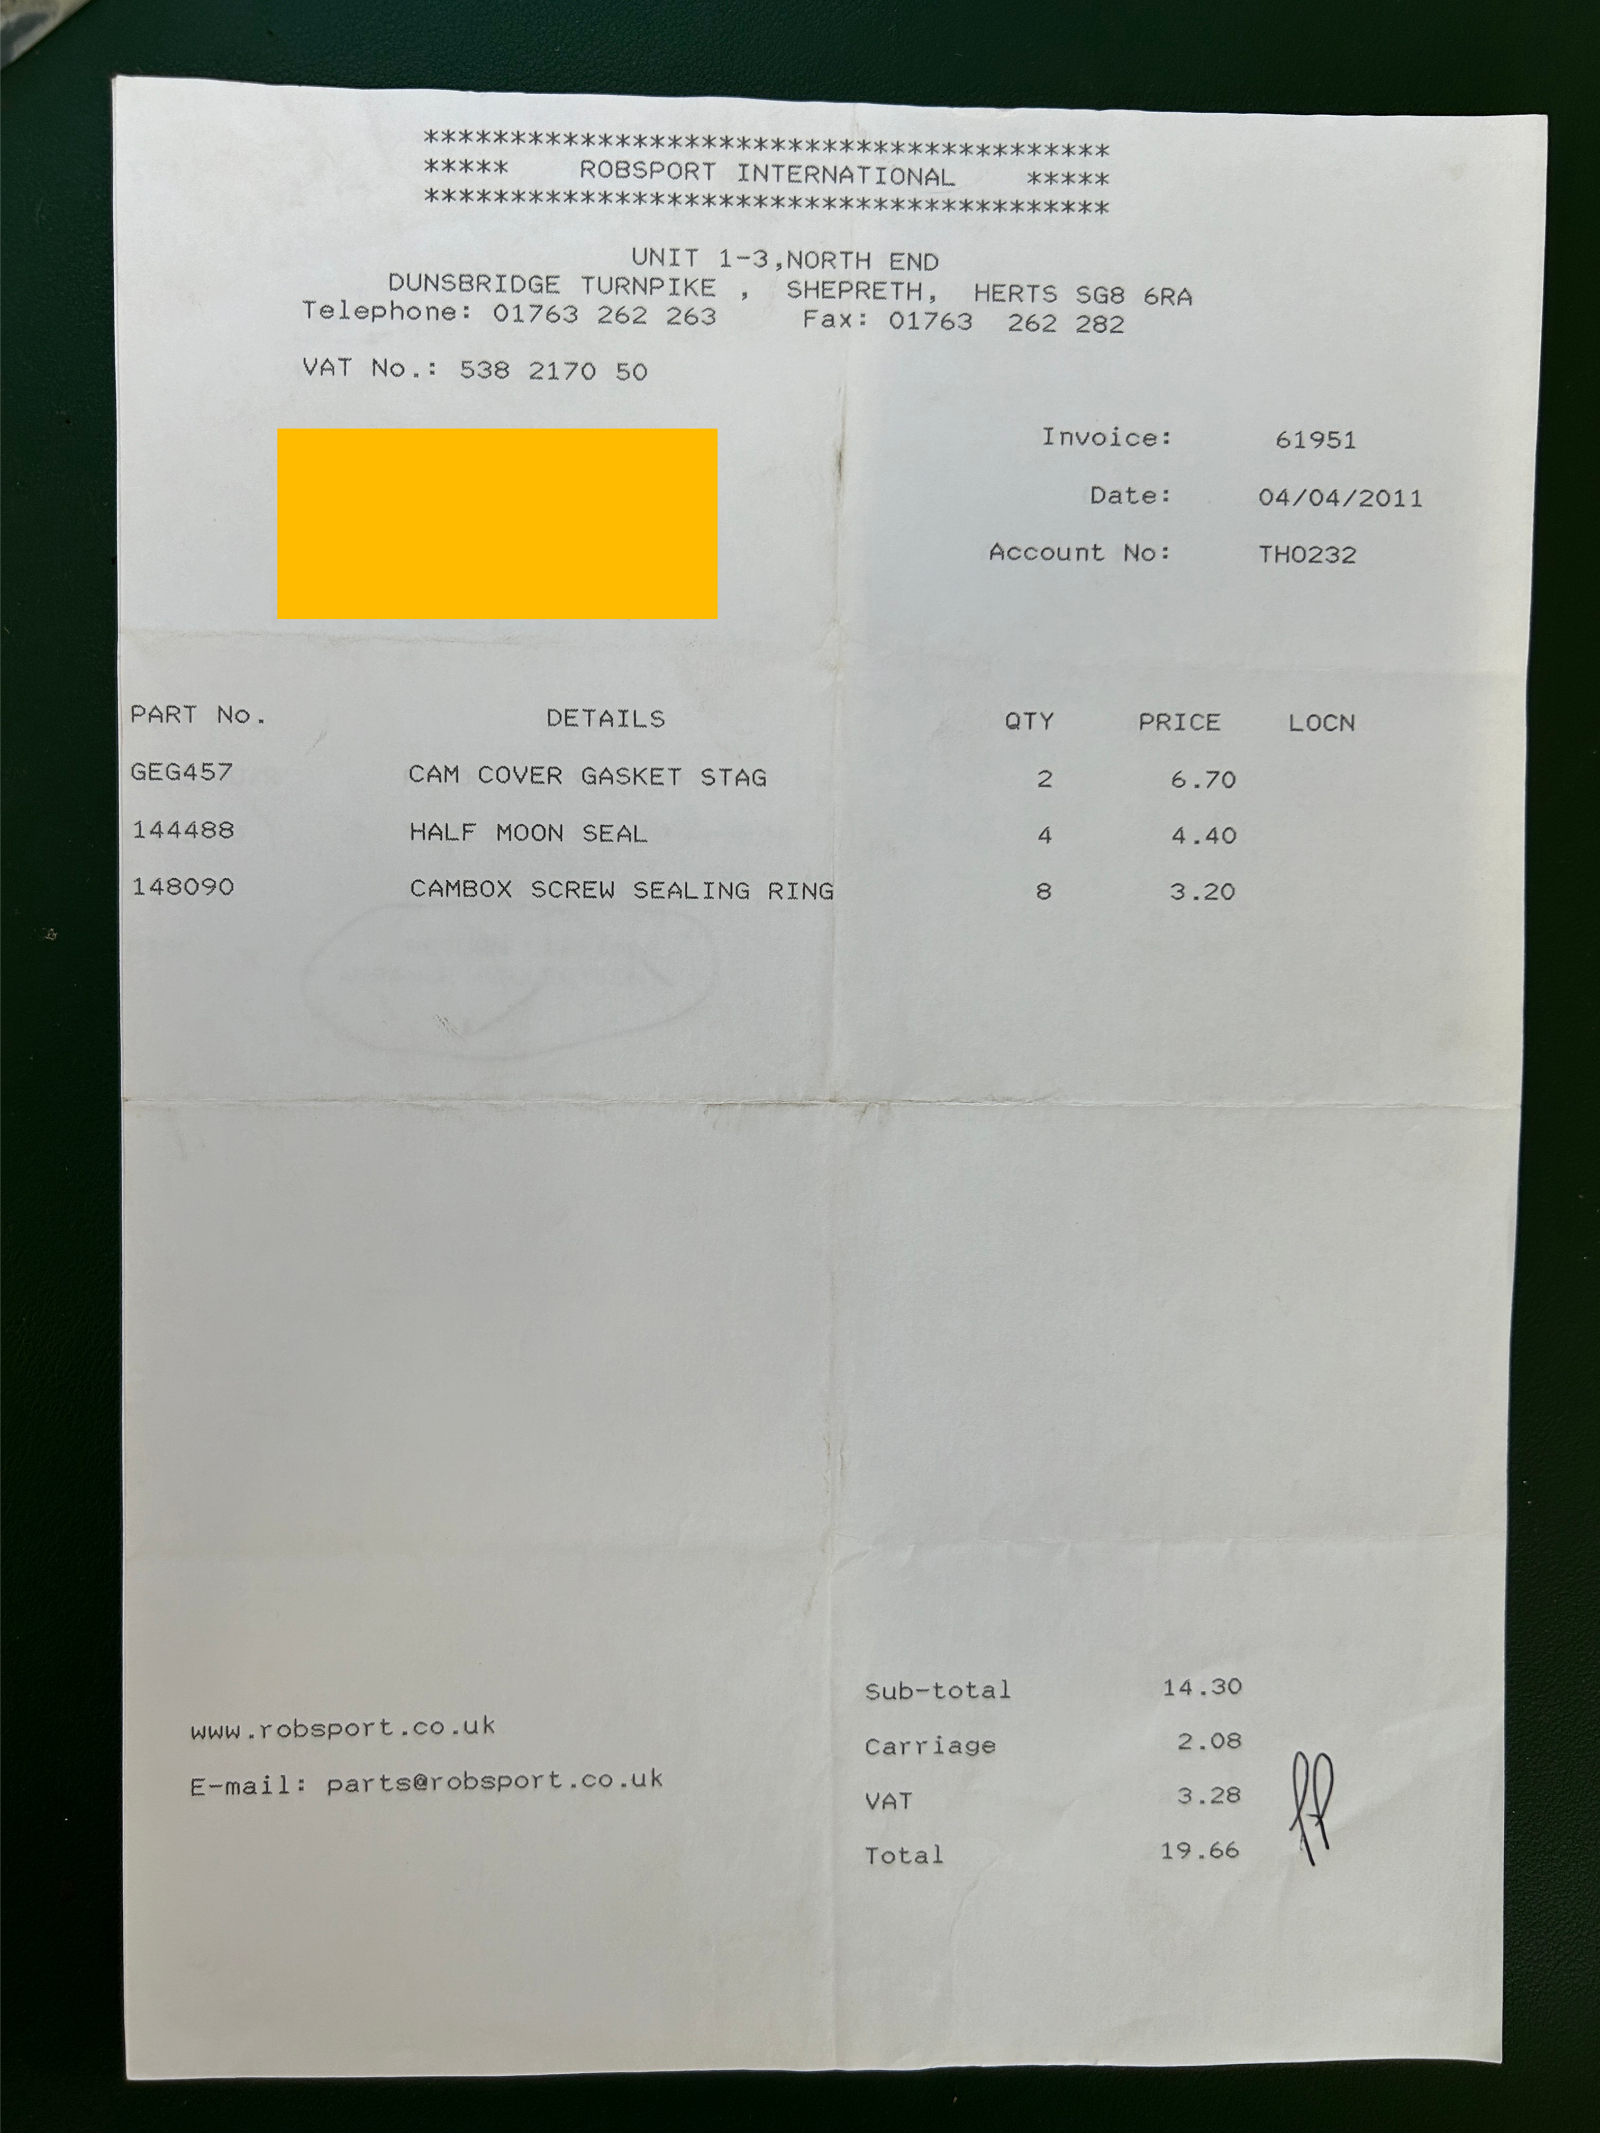 ****************************************
***** ROBSPORT INTERNATIONAL *****
****************************************
UNIT 1-3,NORTH END
DUNSBRIDGE TURNPIKE , SHEPRETH, HERTS SG8 6RA
Telephone: 01763 262 263 Fax: 01763 262 282
VAT No.: 538 2170 50
Invoice: 61951
Date: 04/04/2011
Account No: TH0232
PART No. DETAILS QTY PRICE LOCN
GEG457 CAM COVER GASKET STAG 2 6.70
144488 HALF MOON SEAL 4 4.40
148090 CAMBOX SCREW SEALING RING 8 3.20
Sub-total 14.30
www.robsport.co.uk
Carriage 2.08
E-mail: parts@robsport.co.uk
VAT 3.28
Total 19.66